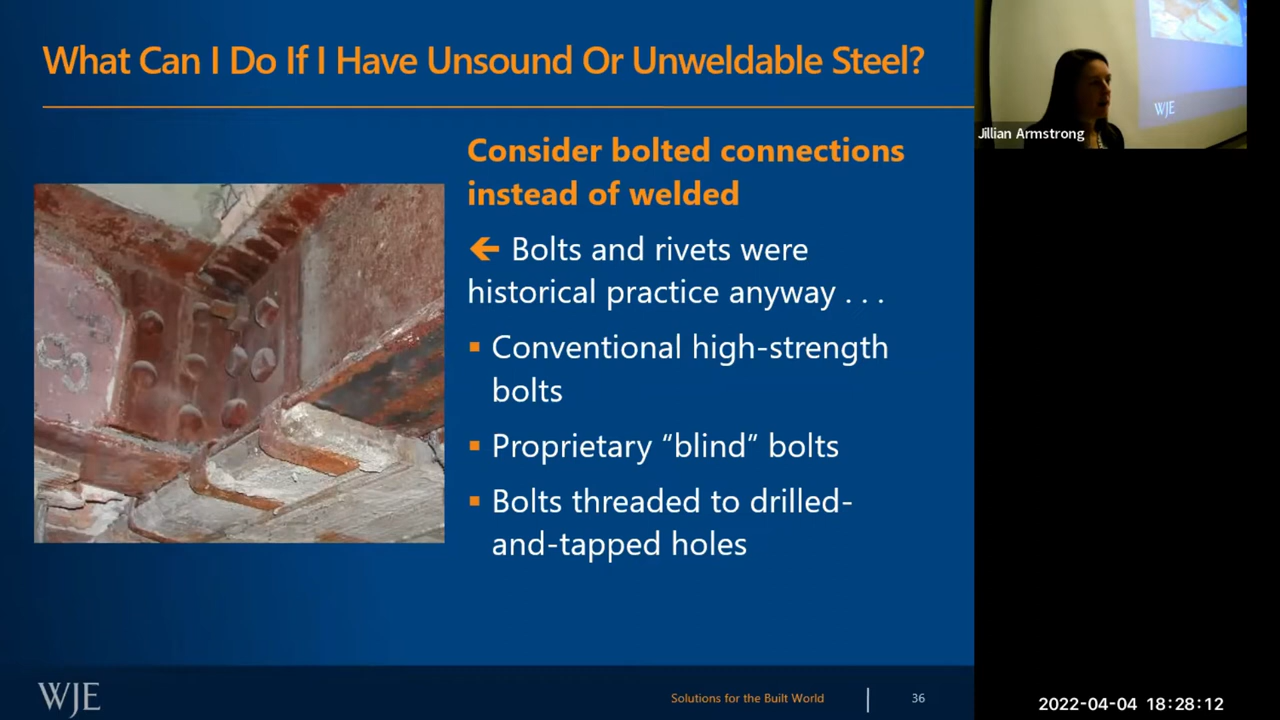 What Can I Do If I Have Unsound Or Unweldable Steel?
Consider bolted connections
instead of welded
← Bolts and rivets were
historical practice anyway . . .
▪ Conventional high-strength
bolts
▪ Proprietary “blind” bolts
▪ Bolts threaded to drilled-
and-tapped holes
8
WJE
Solutions for the Built World
36
WJE
Jillian Armstrong
2022-04-04 18:28:12